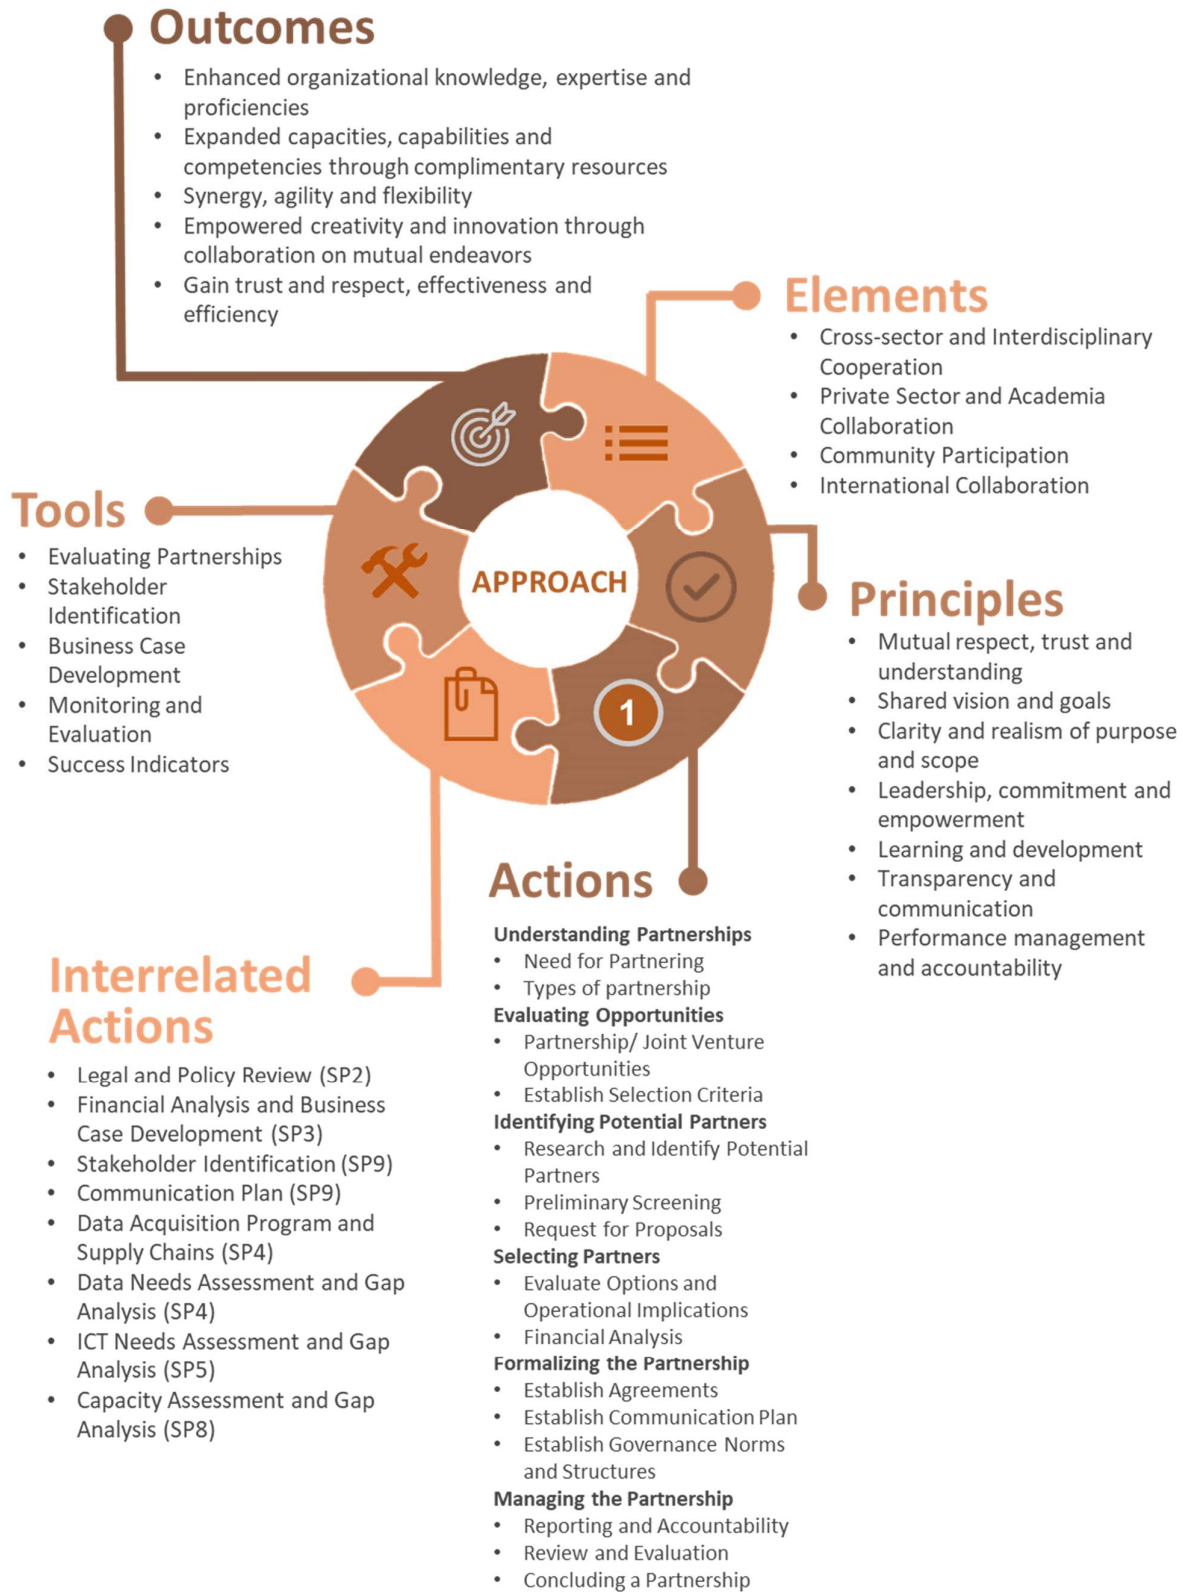 Outcomes
• Enhanced organizational knowledge, expertise and
proficiencies
• Expanded capacities, capabilities and
competencies through complimentary resources
• Synergy, agility and flexibility
• Empowered creativity and innovation through
collaboration on mutual endeavors
• Gain trust and respect, effectiveness and
efficiency
Elements
• Cross-sector and Interdisciplinary
Cooperation
• Private Sector and Academia
Collaboration
• Community Participation
• International Collaboration
Tools
• Evaluating Partnerships
• Stakeholder
Identification
• Business Case
Development
• Monitoring and
Evaluation
• Success Indicators
APPROACH
1
Principles
• Mutual respect, trust and
understanding
• Shared vision and goals
• Clarity and realism of purpose
and scope
• Leadership, commitment and
empowerment
• Learning and development
• Transparency and
communication
• Performance management
and accountability
Actions
Understanding Partnerships
• Need for Partnering
• Types of partnership
Evaluating Opportunities
• Partnership/ Joint Venture
Opportunities
• Establish Selection Criteria
Identifying Potential Partners
• Research and Identify Potential
Partners
• Preliminary Screening
• Request for Proposals
Selecting Partners
• Evaluate Options and
Operational Implications
• Financial Analysis
Formalizing the Partnership
• Establish Agreements
• Establish Communication Plan
• Establish Governance Norms
and Structures
Managing the Partnership
• Reporting and Accountability
• Review and Evaluation
• Concluding a Partnership
Interrelated
Actions
• Legal and Policy Review (SP2)
• Financial Analysis and Business
Case Development (SP3)
• Stakeholder Identification (SP9)
• Communication Plan (SP9)
• Data Acquisition Program and
Supply Chains (SP4)
• Data Needs Assessment and Gap
Analysis (SP4)
• ICT Needs Assessment and Gap
Analysis (SP5)
• Capacity Assessment and Gap
Analysis (SP8)